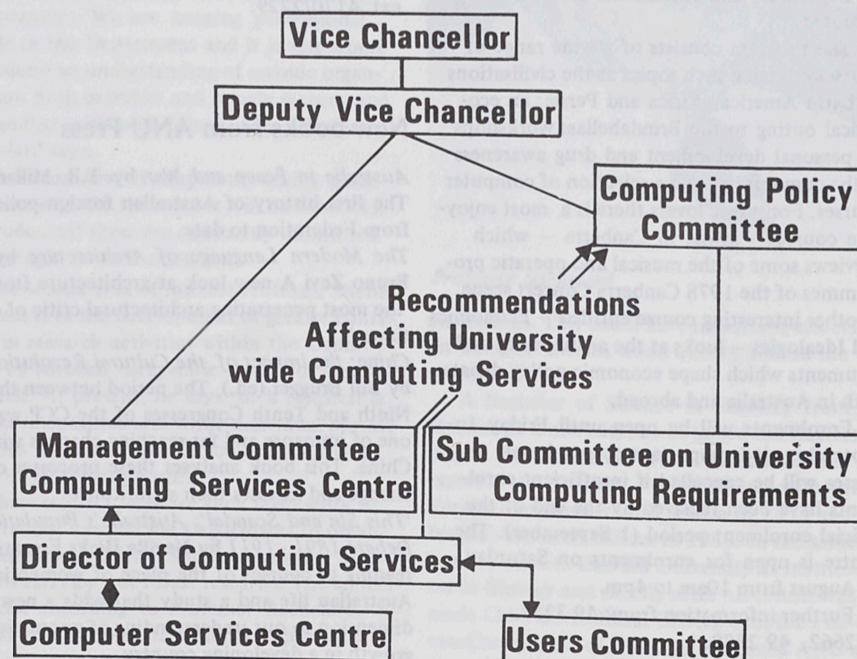 Vice Chancellor
Deputy Vice Chancellor
Computing Policy
Committee
Recommendations
Affecting University
wide Computing Services
Management Committee
Computing Services Centre
Sub Committee on University
Computing Requirements
Director of Computing Services
Computer Services Centre
Users Committee